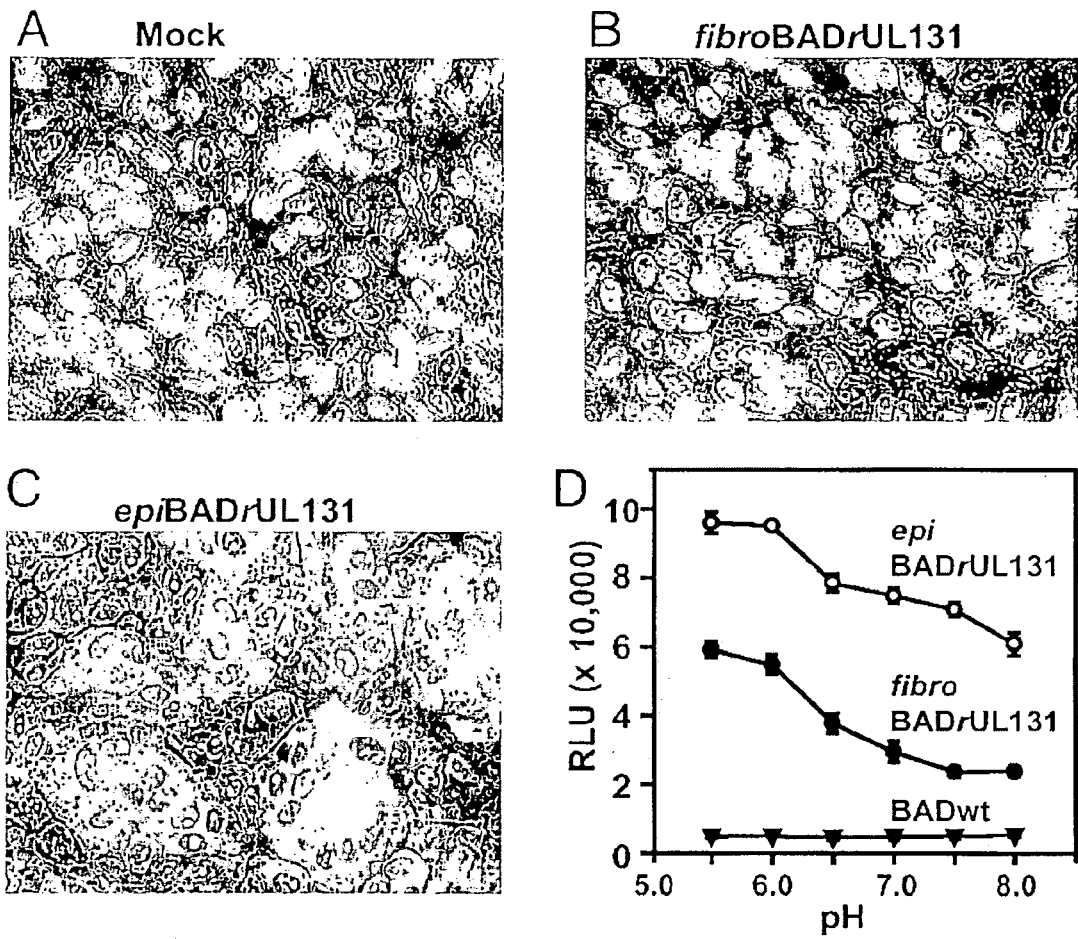 A Mock
B fibroBADrUL131
C epiBADrUL131
D
RLU (x 10,000)
10
8
6
4
2
0
epi
BADrUL131
fibro
BADrUL131
BADwt
5.0 6.0 7.0 8.0
pH